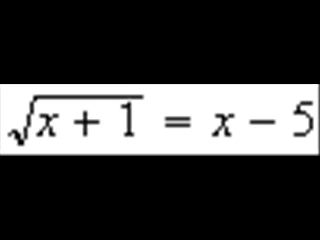 √(x + 1) = x − 5